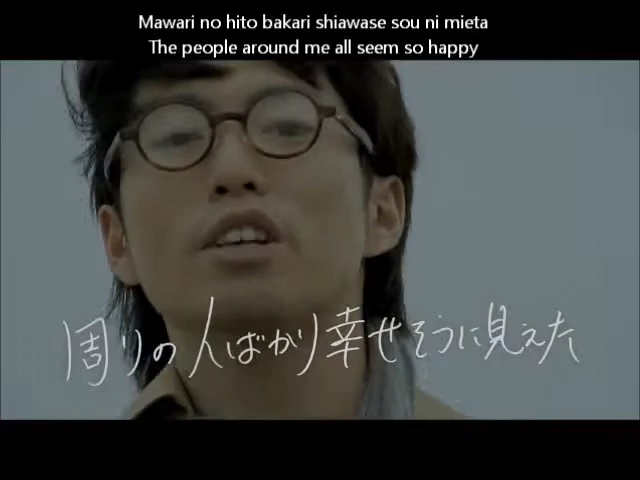 Mawari no hito bakari shiawase sou ni mieta
The people around me all seem so happy
周りの人ばかり幸せそうに見えた